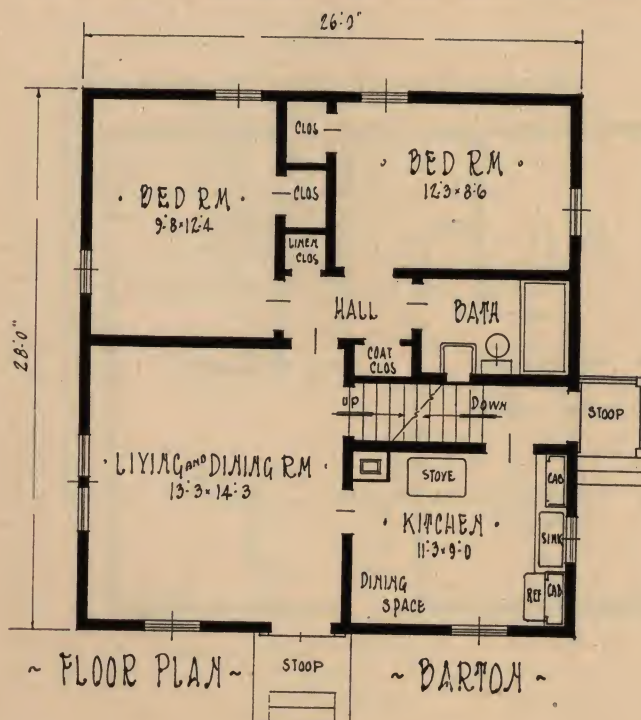 26'-0"
CLOS
BED RM
12'-3 × 8'-6
BED RM
9'-8 × 12'-4
CLOS
LINEN
CLOS
HALL
BATH
28'-0"
COAT
CLOS
UP
DOWN
STOOP
LIVING AND DINING RM
13'-3 × 14'-3
STOVE
CAB
KITCHEN
11'-3 × 9'-0
SINK
DINING
SPACE
REF
CAB
~ FLOOR PLAN ~
STOOP
~ BARTON ~